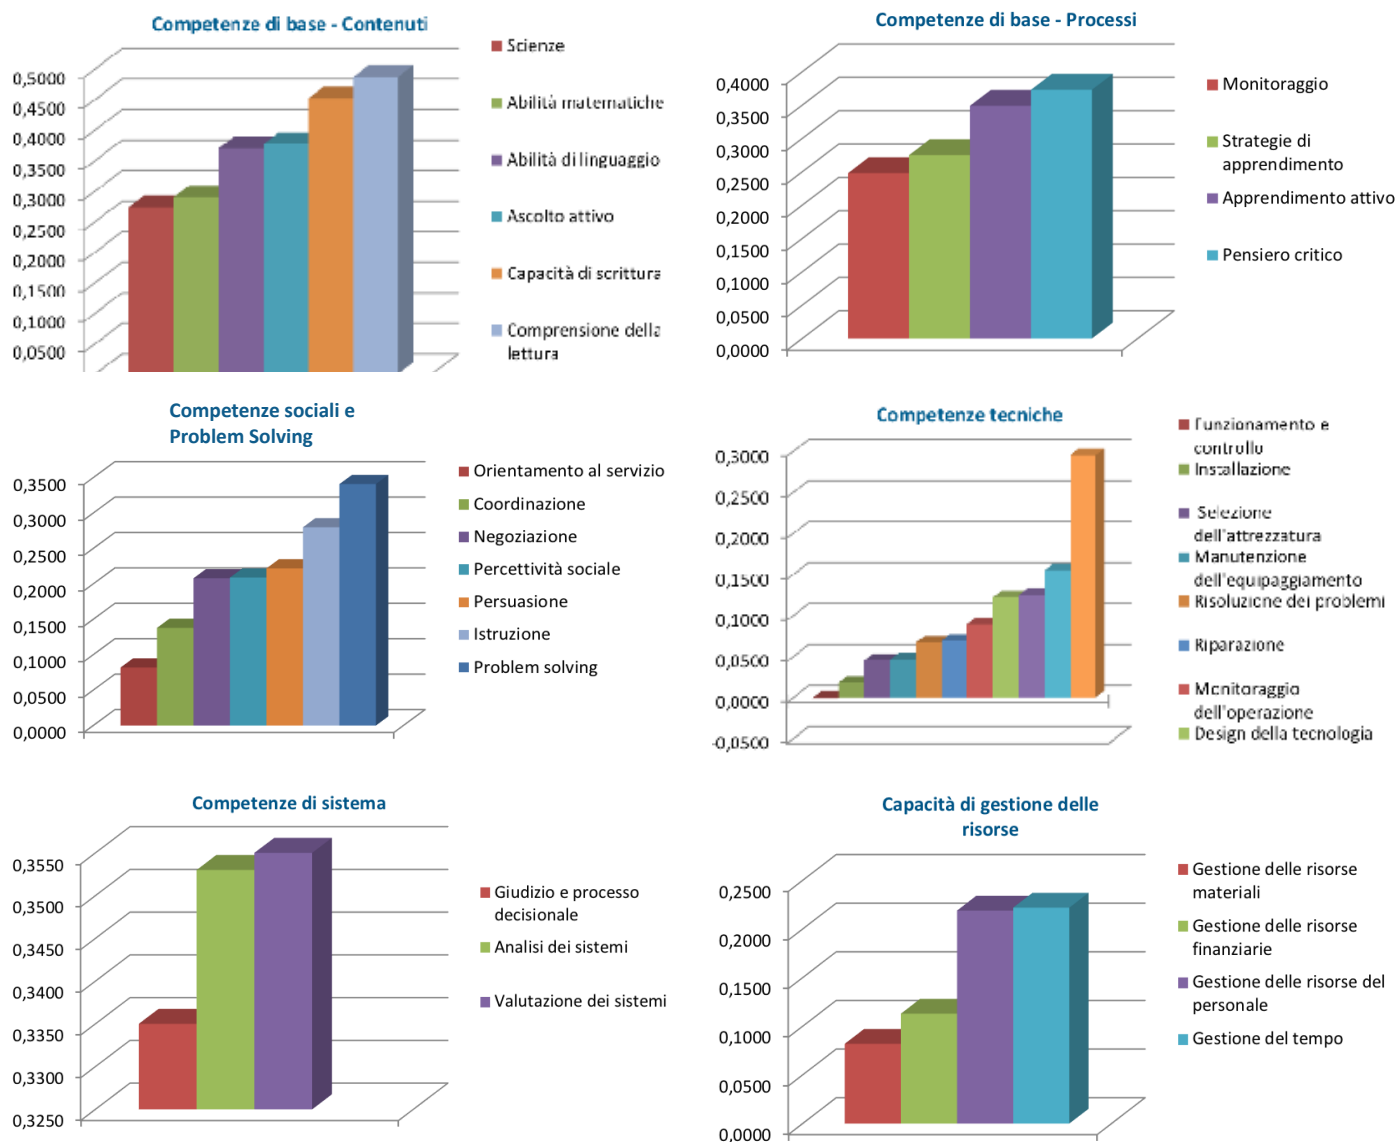 Competenze di base - Contenuti
0,5000
0,4500
0,4000
0,3500
0,3000
0,2500
0,2000
0,1500
0,1000
0,0500
Scienze
Abilità matematiche
Abilità di linguaggio
Ascolto attivo
Capacità di scrittura
Comprensione della
lettura
Competenze di base - Processi
0,4000
0,3500
0,3000
0,2500
0,2000
0,1500
0,1000
0,0500
0,0000
Monitoraggio
Strategie di
apprendimento
Apprendimento attivo
Pensiero critico
Competenze sociali e
Problem Solving
0,3500
0,3000
0,2500
0,2000
0,1500
0,1000
0,0500
0,0000
Orientamento al servizio
Coordinazione
Negoziazione
Percettività sociale
Persuasione
Istruzione
Problem solving
Competenze tecniche
0,3000
0,2500
0,2000
0,1500
0,1000
0,0500
0,0000
-0,0500
Funzionamento e
controllo
Installazione
Selezione
dell'attrezzatura
Manutenzione
dell'equipaggiamento
Risoluzione dei problemi
Riparazione
Monitoraggio
dell'operazione
Design della tecnologia
Competenze di sistema
0,3550
0,3500
0,3450
0,3400
0,3350
0,3300
0,3250
Giudizio e processo
decisionale
Analisi dei sistemi
Valutazione dei sistemi
Capacità di gestione delle
risorse
0,2500
0,2000
0,1500
0,1000
0,0500
0,0000
Gestione delle risorse
materiali
Gestione delle risorse
finanziarie
Gestione delle risorse del
personale
Gestione del tempo